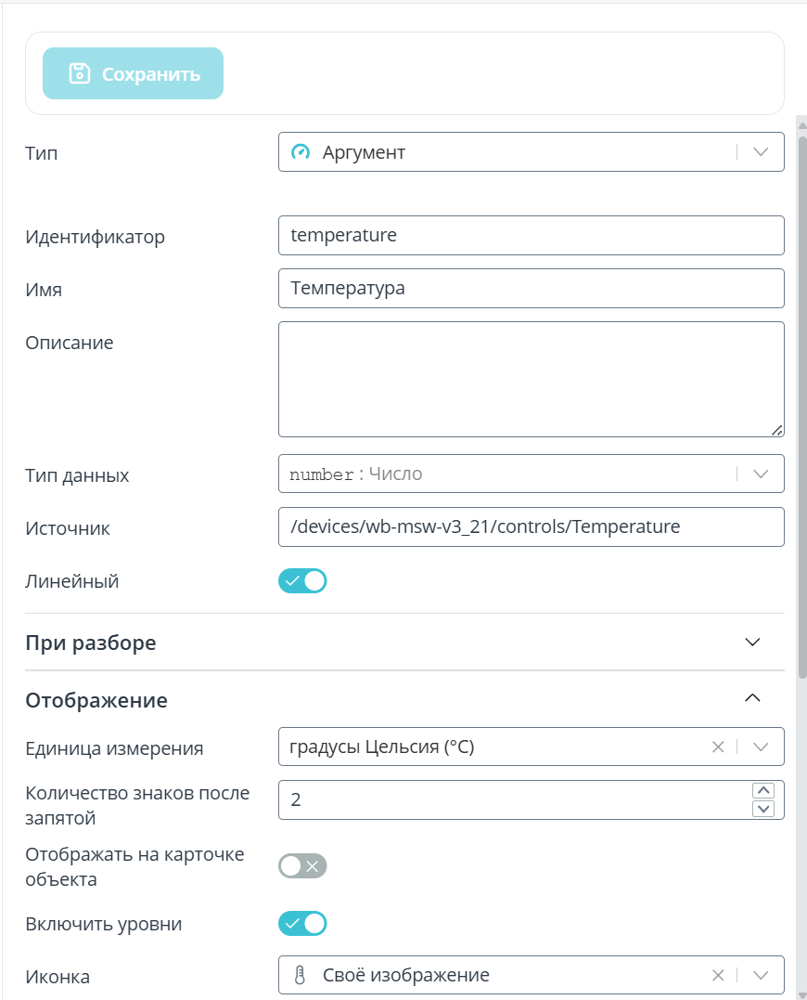 Сохранить
Тип
Аргумент
Идентификатор
temperature
Имя
Температура
Описание
Тип данных
number : Число
Источник
/devices/wb-msw-v3_21/controls/Temperature
Линейный
При разборе
Отображение
Единица измерения
градусы Цельсия (°C)
Количество знаков после
запятой
2
Отображать на карточке
объекта
Включить уровни
Иконка
Своё изображение